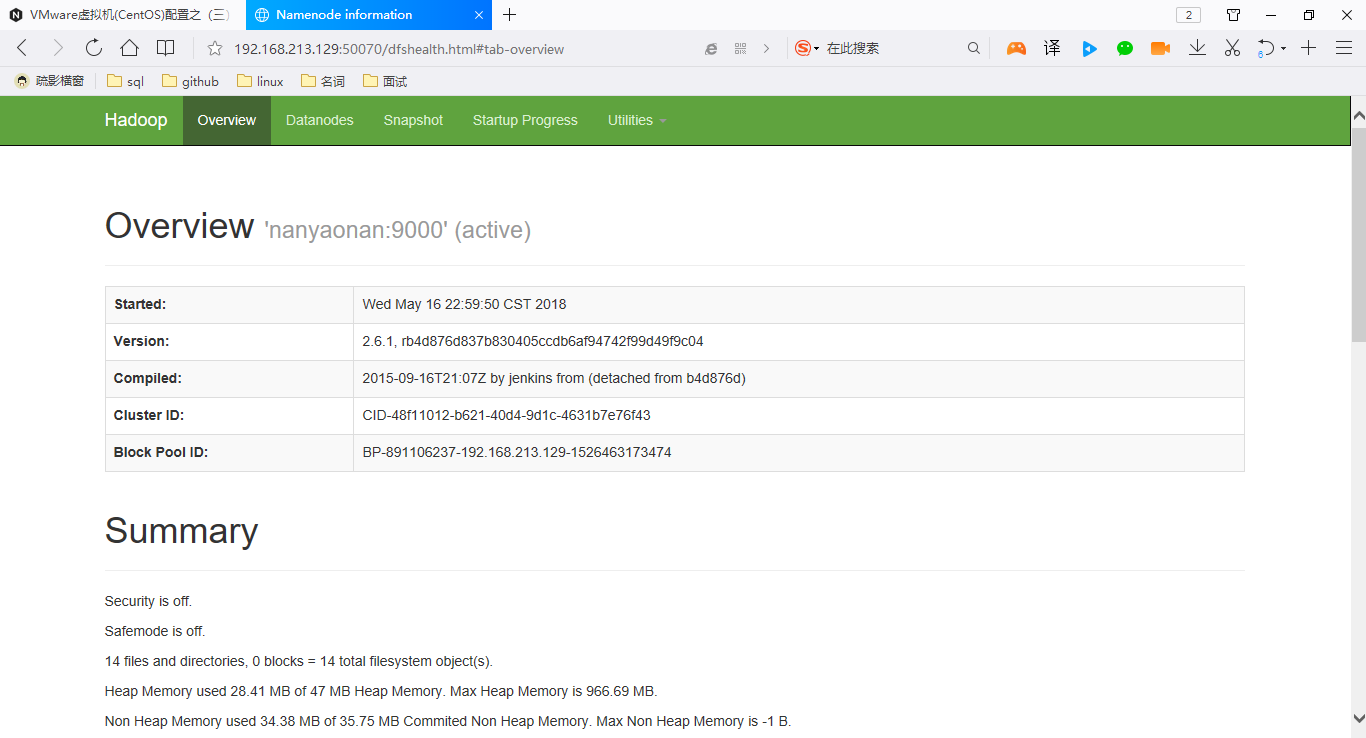 VMware虚拟机(CentOS)配置之（三）
Namenode information
2
192.168.213.129:50070/dfshealth.html#tab-overview
在此搜索
译
6
疏影横窗
sql
github
linux
名词
面试
Hadoop
Overview
Datanodes
Snapshot
Startup Progress
Utilities
Overview 'nanyaonan:9000' (active)
Started: Wed May 16 22:59:50 CST 2018
Version: 2.6.1, rb4d876d837b830405ccdb6af94742f99d49f9c04
Compiled: 2015-09-16T21:07Z by jenkins from (detached from b4d876d)
Cluster ID: CID-48f11012-b621-40d4-9d1c-4631b7e76f43
Block Pool ID: BP-891106237-192.168.213.129-1526463173474
Summary
Security is off.
Safemode is off.
14 files and directories, 0 blocks = 14 total filesystem object(s).
Heap Memory used 28.41 MB of 47 MB Heap Memory. Max Heap Memory is 966.69 MB.
Non Heap Memory used 34.38 MB of 35.75 MB Commited Non Heap Memory. Max Non Heap Memory is -1 B.